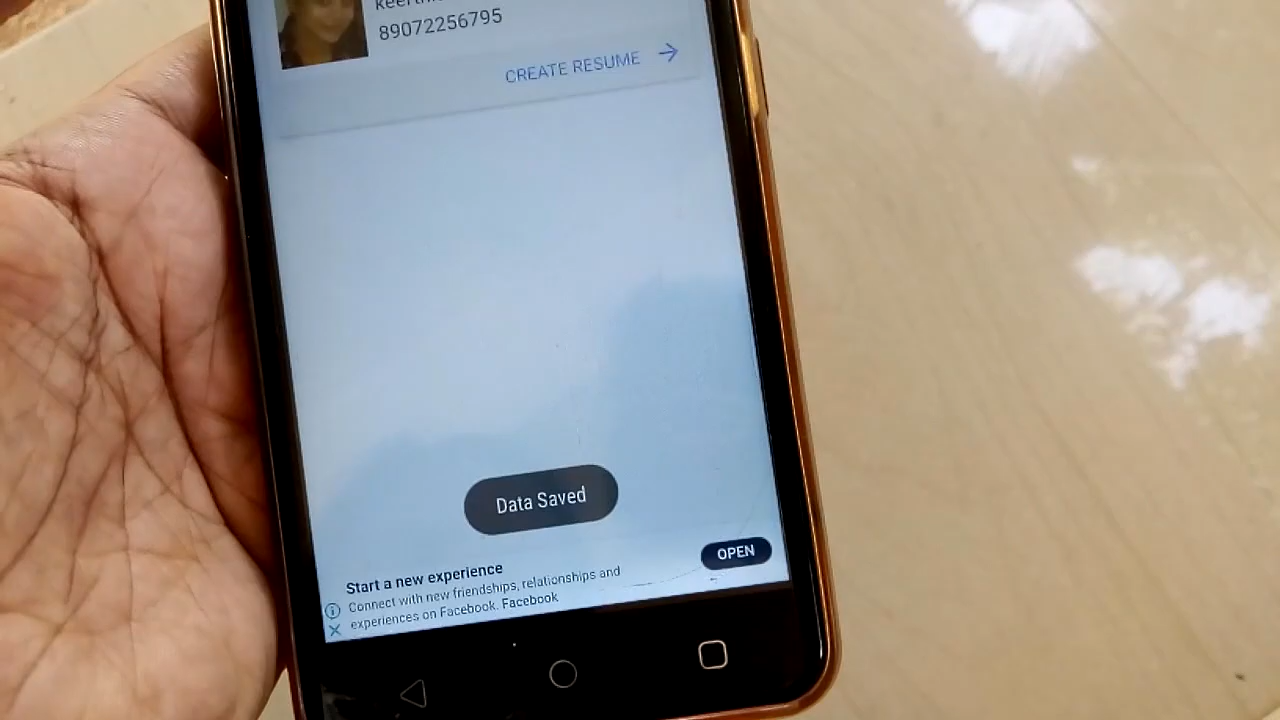 89072256795
CREATE RESUME
Data Saved
Start a new experience
OPEN
Connect with new friendships, relationships and
experiences on Facebook. Facebook